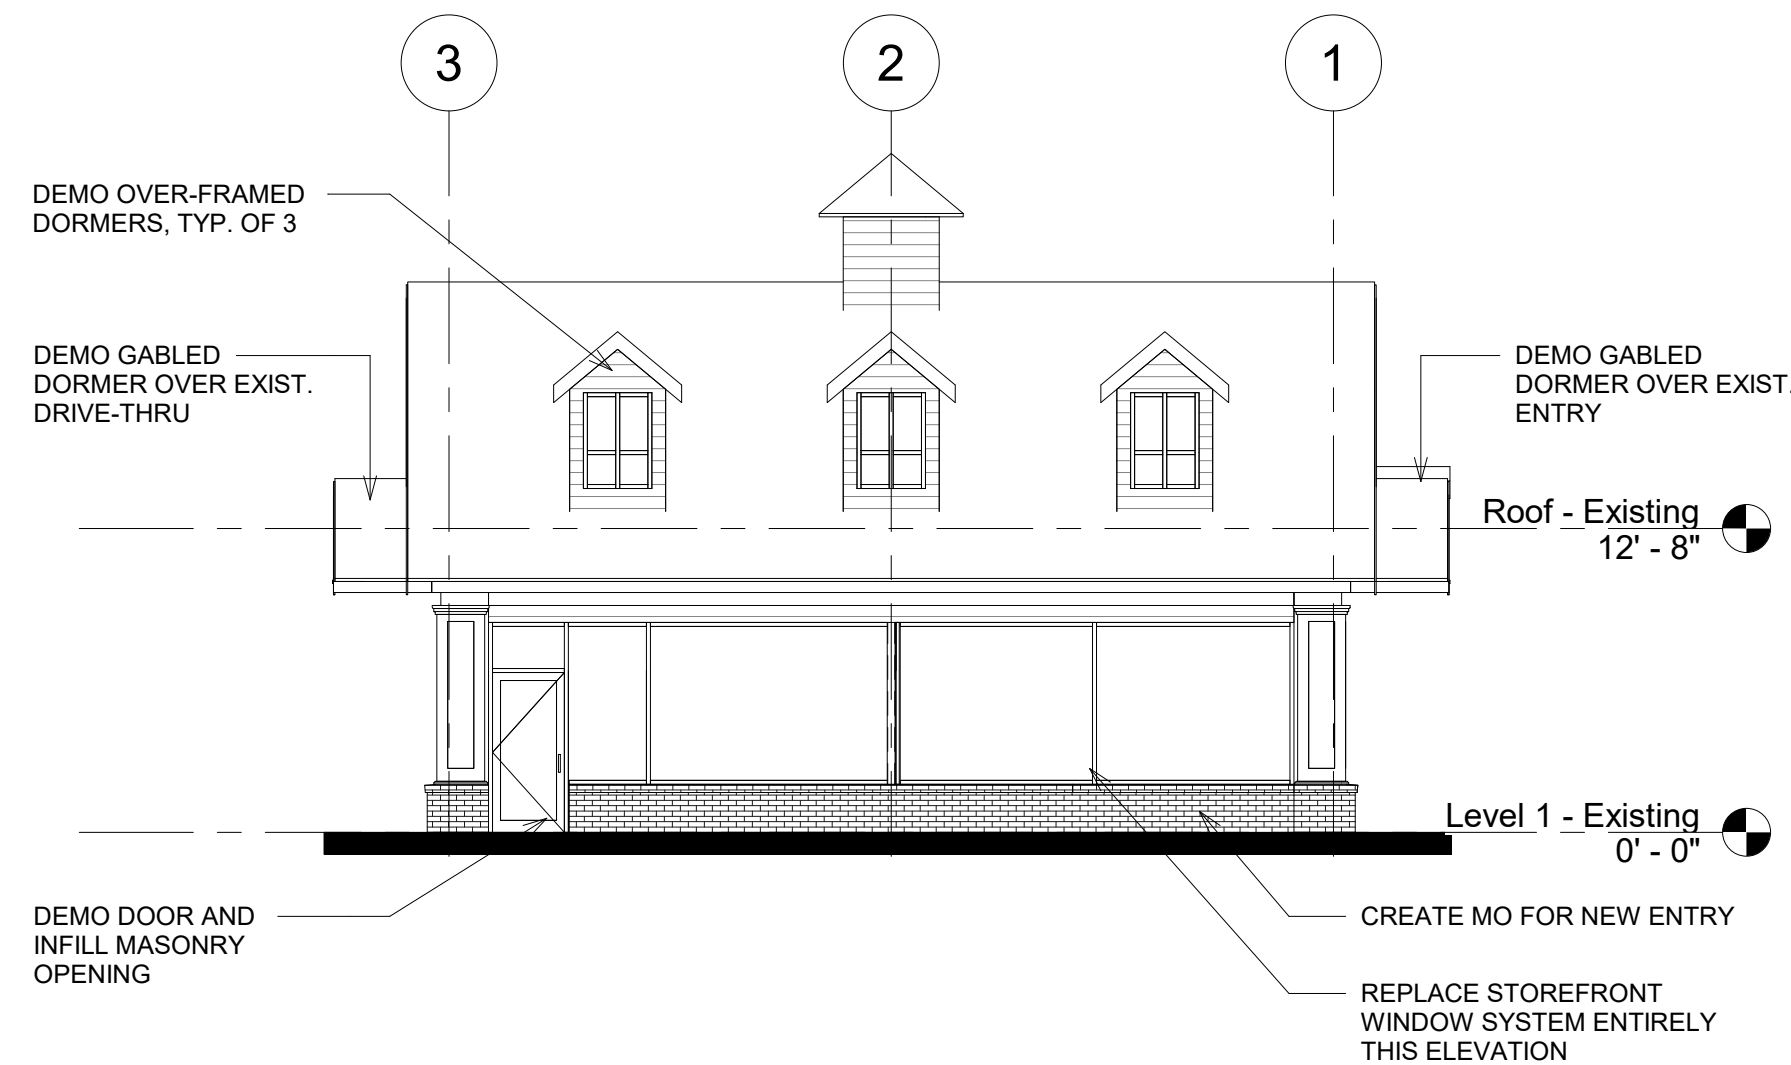 3
2
1
DEMO OVER-FRAMED
DORMERS, TYP. OF 3
DEMO GABLED
DORMER OVER EXIST.
DRIVE-THRU
DEMO GABLED
DORMER OVER EXIST.
ENTRY
Roof - Existing
12' - 8"
Level 1 - Existing
0' - 0"
DEMO DOOR AND
INFILL MASONRY
OPENING
CREATE MO FOR NEW ENTRY
REPLACE STOREFRONT
WINDOW SYSTEM ENTIRELY
THIS ELEVATION